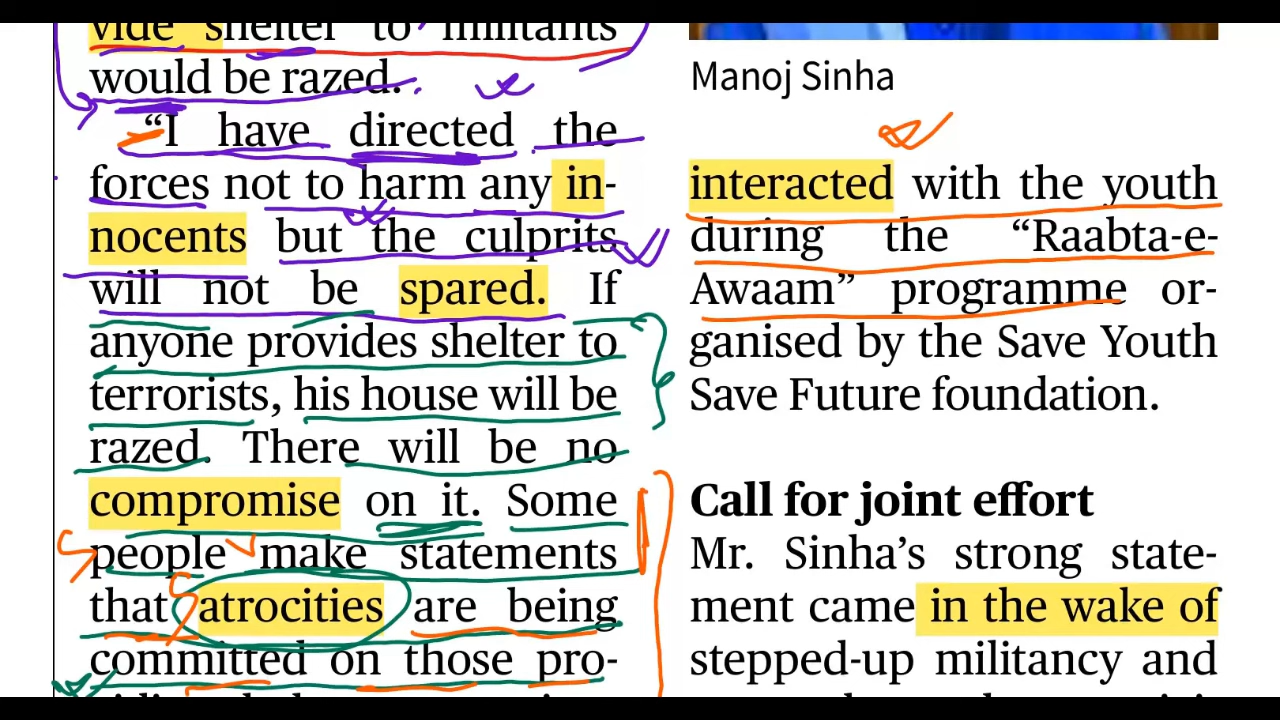 vide shelter to militants
would be razed.
“I have directed the
forces not to harm any in-
nocents but the culprits
will not be spared. If
anyone provides shelter to
terrorists, his house will be
razed. There will be no
compromise on it. Some
people make statements
that atrocities are being
committed on those pro-
Manoj Sinha
interacted with the youth
during the “Raabta-e-
Awaam” programme or-
ganised by the Save Youth
Save Future foundation.
Call for joint effort
Mr. Sinha’s strong state-
ment came in the wake of
stepped-up militancy and